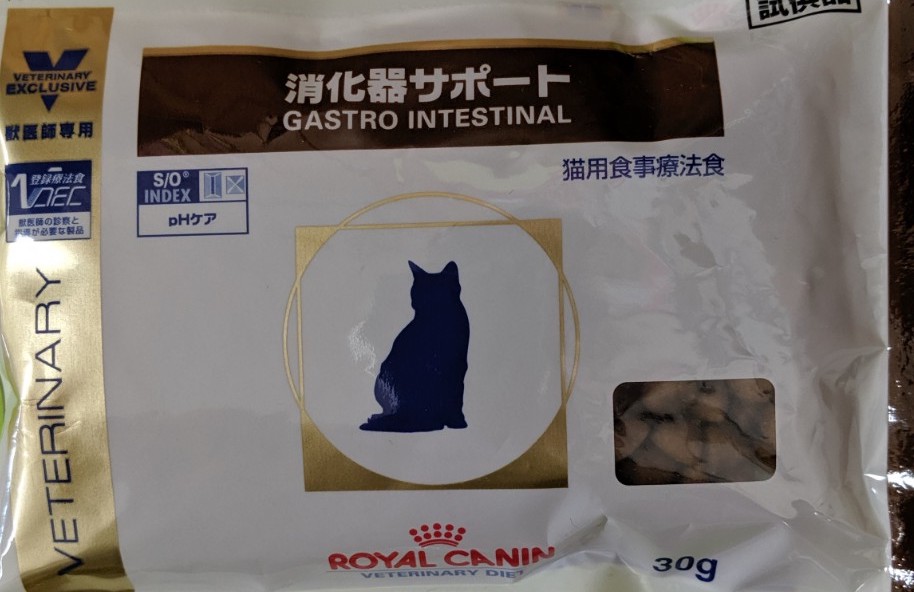 試供品
VETERINARY
EXCLUSIVE
獣医師専用
登録療法食
VDEC
獣医師の診察と
指導が必要な製品
VETERINARY
消化器サポート
GASTRO INTESTINAL
猫用食事療法食
S/O®
INDEX
pHケア
ROYAL CANIN
VETERINARY DIET
30g